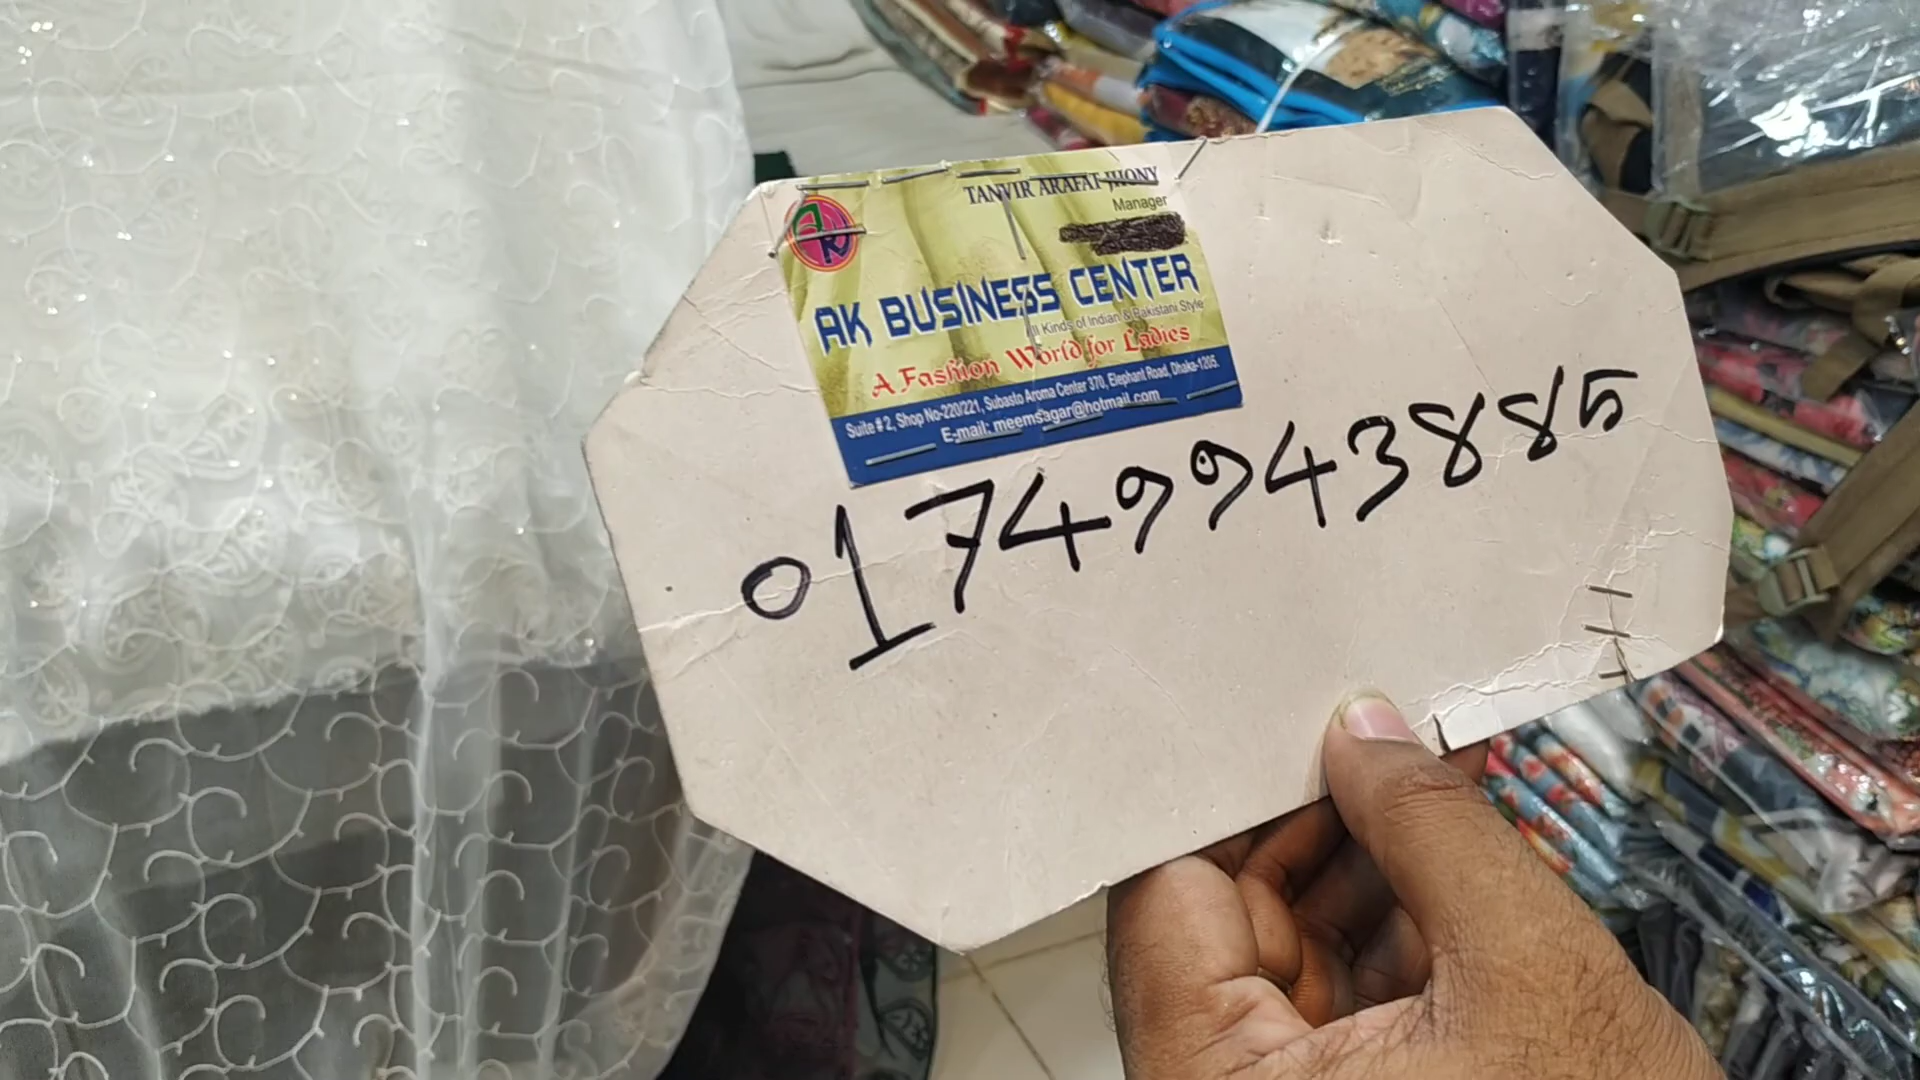 TANVIR ARAFAT JHONY
Manager
AK BUSINESS CENTER
ll Kinds of Indian & Pakistani Style
A Fashion World for Ladies
Suite # 2, Shop No-220/221, Subasto Aroma Center 370, Elephant Road, Dhaka-1205.
E-mail: meemsagar@hotmail.com
01749943885